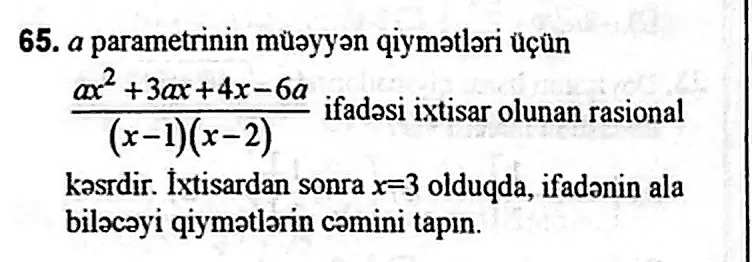 65. a parametrinin müəyyən qiymətləri üçün
ax² +3ax+4x−6a
(x−1)(x−2)
ifadəsi ixtisar olunan rasional
kəsrdir. İxtisardan sonra x=3 olduqda, ifadənin ala
biləcəyi qiymətlərin cəmini tapın.